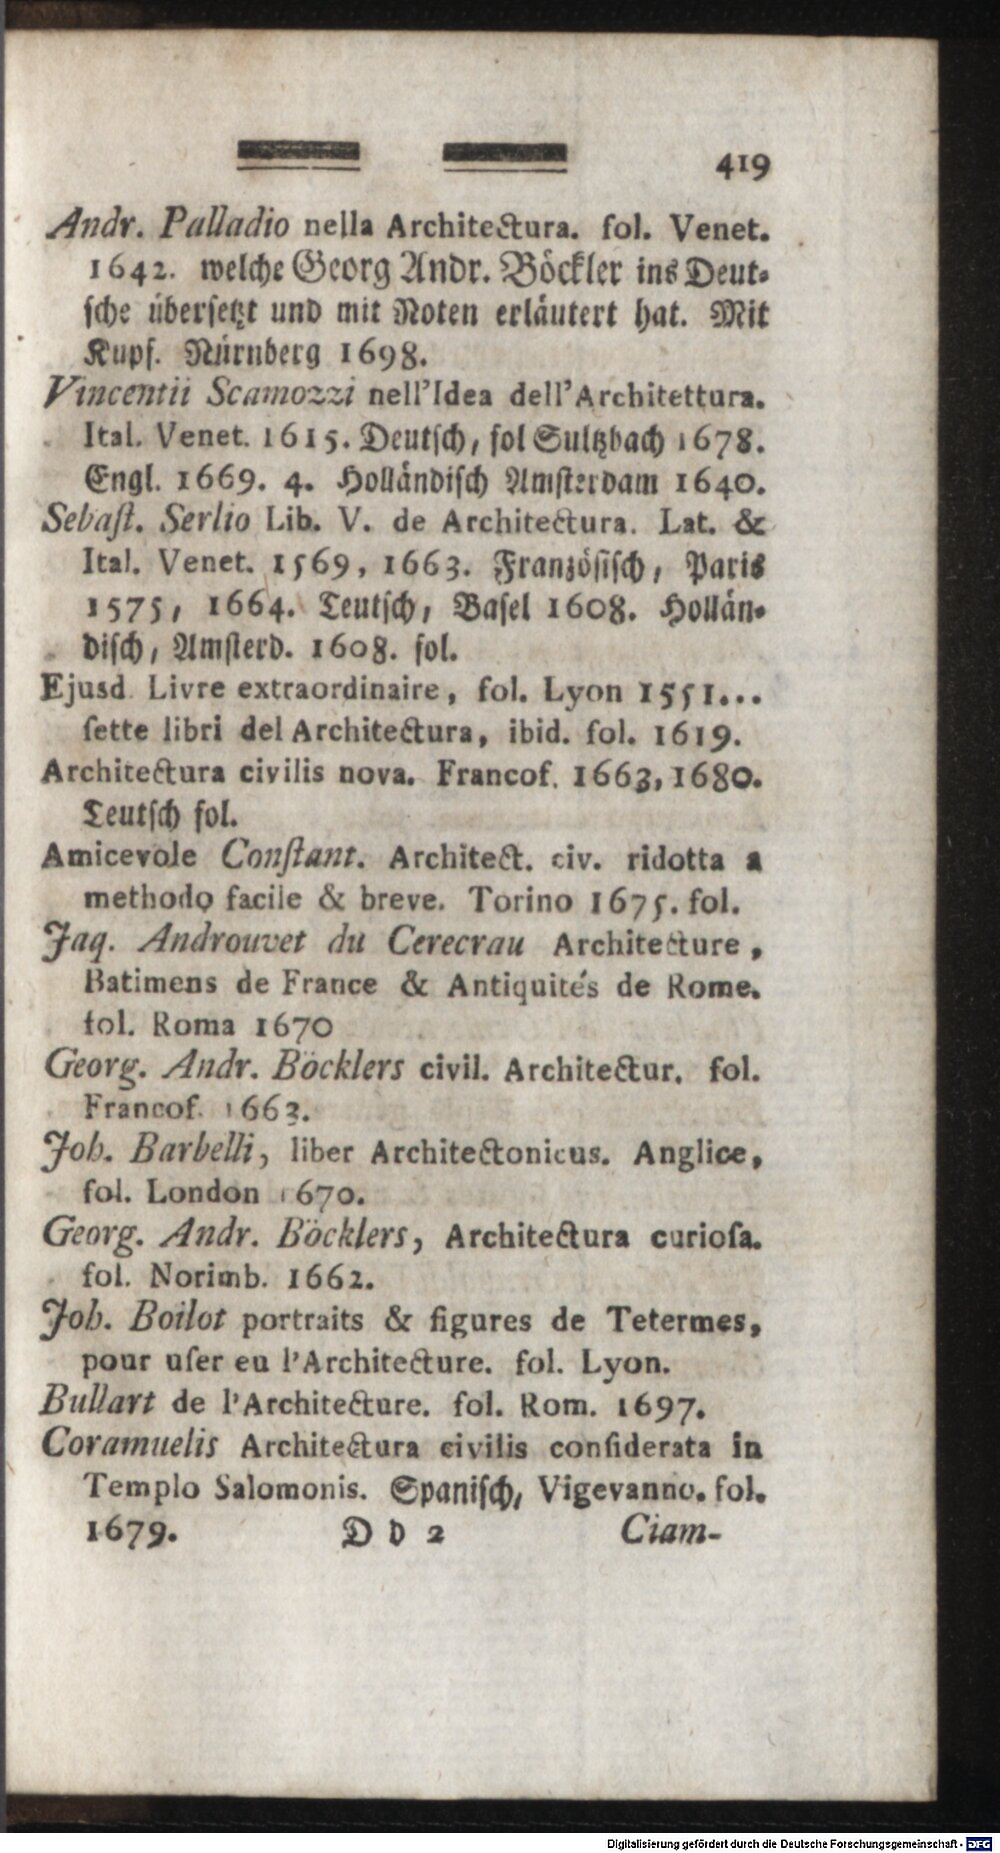 419
Andr. Palladio nella Architectura. fol. Venet.
1642. welche Georg Andr. Böckler ins Deut-
sche übersetzt und mit Noten erläutert hat. Mit
Kupf. Nürnberg 1698.
Vincentii Scamozzi nell'Idea dell'Architettura.
Ital. Venet. 1615. Deutsch, fol Sultzbach 1678.
Engl. 1669. 4. Holländisch Amsterdam 1640.
Sebaſt. Serlio Lib. V. de Architectura. Lat. &
Ital. Venet. 1569, 1663. Französisch, Paris
1575, 1664. Teutsch, Basel 1608. Hollän-
disch, Amsterd. 1608. fol.
Ejusd. Livre extraordinaire, fol. Lyon 1551...
ſette libri del Architectura, ibid. fol. 1619.
Architectura civilis nova. Francof. 1663, 1680.
Teutsch fol.
Amicevole Conſtant. Architect. civ. ridotta a
methodo facile & breve. Torino 1675. fol.
Jaq. Androuvet du Cerecrau Architecture,
Batimens de France & Antiquités de Rome.
fol. Roma 1670
Georg. Andr. Böcklers civil. Architectur. fol.
Francof. 1663.
Joh. Barbelli, liber Architectonicus. Anglice,
fol. London 1670.
Georg. Andr. Böcklers, Architectura curioſa.
fol. Norimb. 1662.
Joh. Boilot portraits & figures de Tetermes,
pour uſer eu l'Architecture. fol. Lyon.
Bullart de l'Architecture. fol. Rom. 1697.
Coramuelis Architectura civilis conſiderata in
Templo Salomonis. Spanisch, Vigevanno. fol.
1679. D d 2 Ciam-
Digitalisierung gefördert durch die Deutsche Forschungsgemeinschaft - DFG